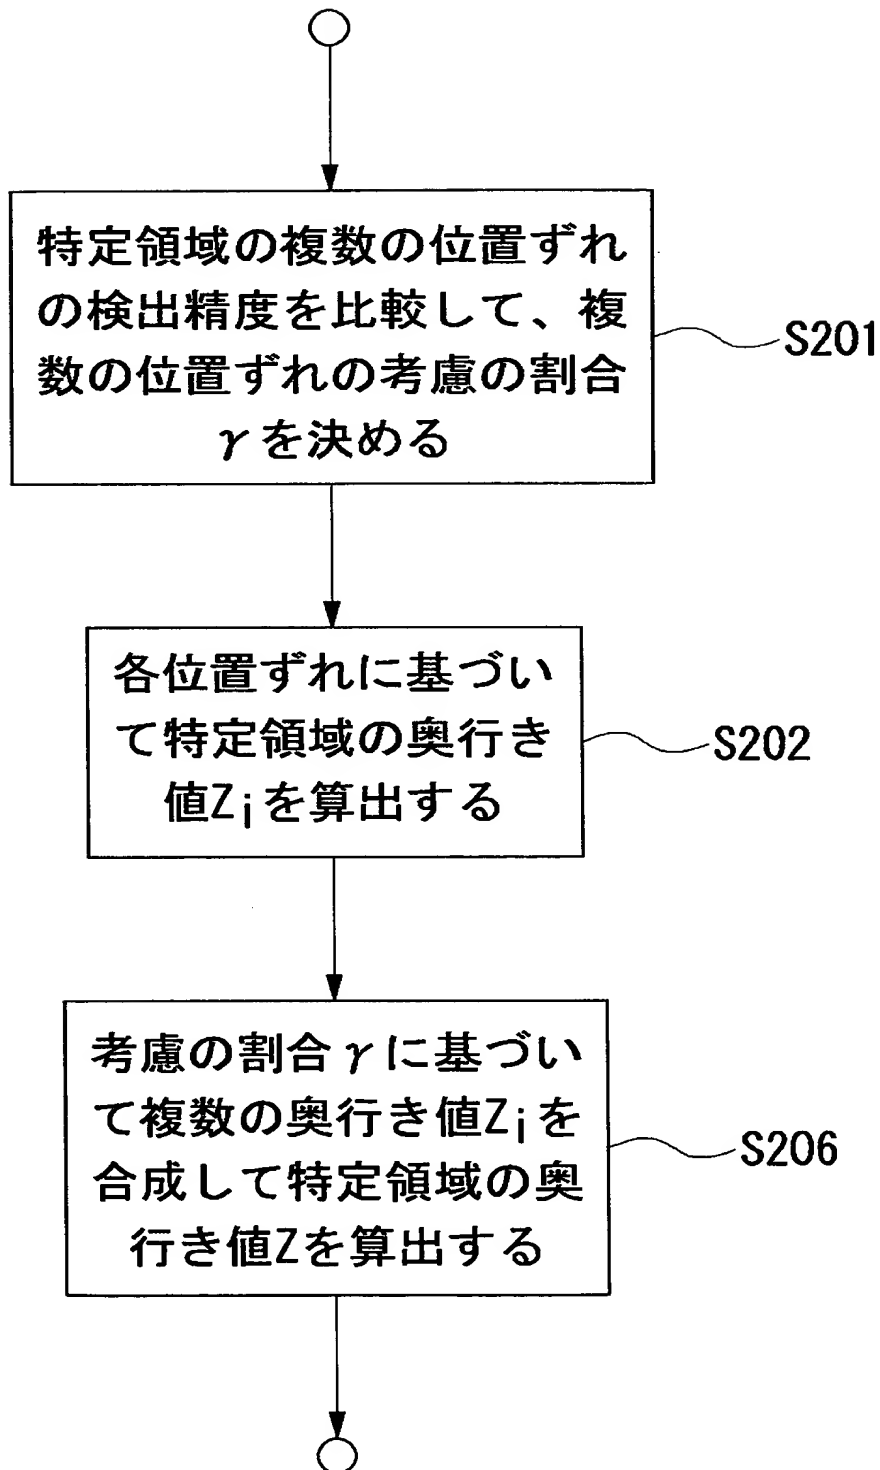 特定領域の複数の位置ずれ
の検出精度を比較して、複
数の位置ずれの考慮の割合
γを決める
S201
各位置ずれに基づい
て特定領域の奥行き
値Ziを算出する
S202
考慮の割合γに基づい
て複数の奥行き値Ziを
合成して特定領域の奥
行き値Zを算出する
S206